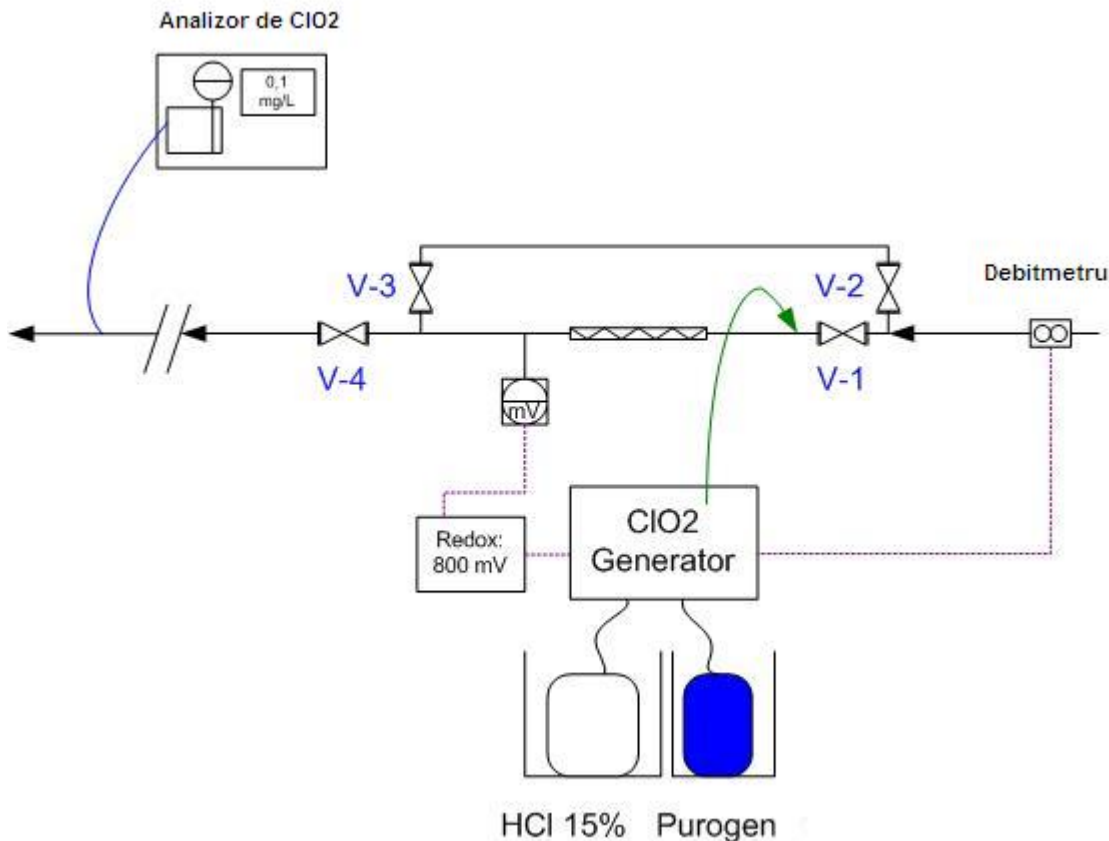 Analizor de ClO2
0,1
mg/L
V-3
V-2
Debitmetru
V-4
V-1
mV
Redox:
800 mV
ClO2
Generator
HCl 15%
Purogen